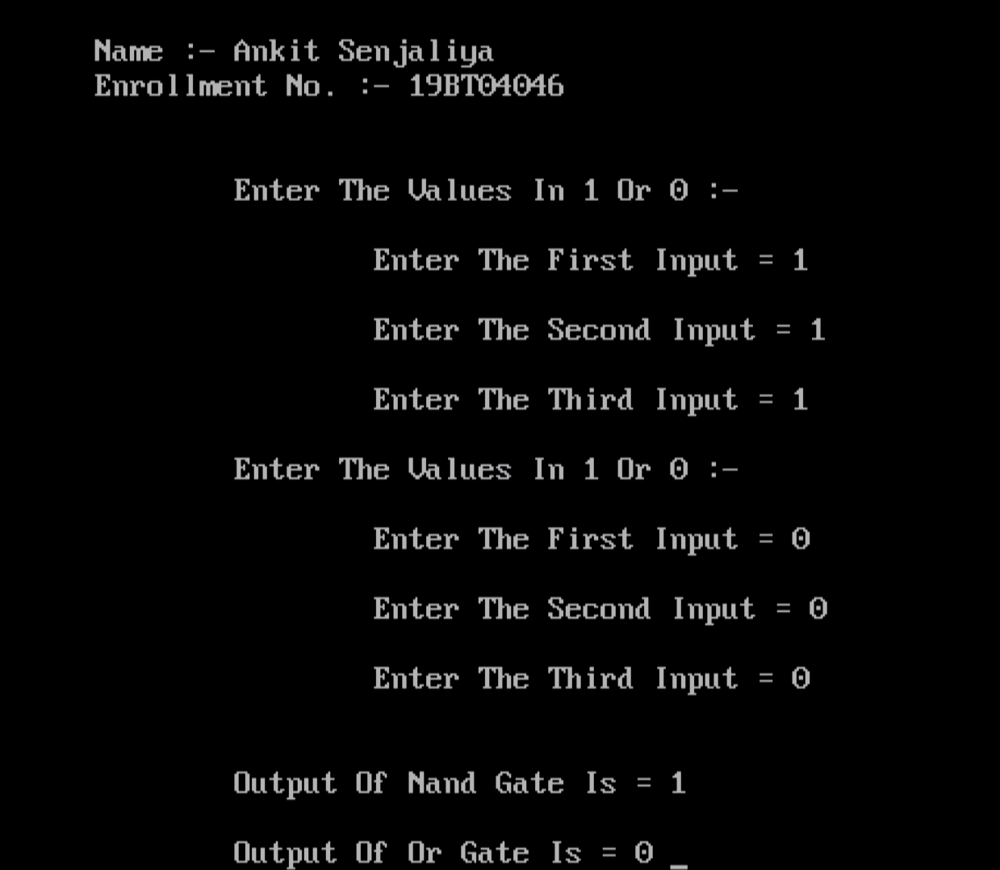 Name :- Ankit Senjaliya
Enrollment No. :- 19BT04046
Enter The Values In 1 Or 0 :-
Enter The First Input = 1
Enter The Second Input = 1
Enter The Third Input = 1
Enter The Values In 1 Or 0 :-
Enter The First Input = 0
Enter The Second Input = 0
Enter The Third Input = 0
Output Of Nand Gate Is = 1
Output Of Or Gate Is = 0 _